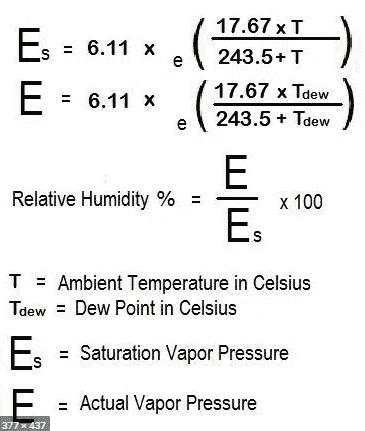 Es = 6.11 x e ( 17.67 x T / 243.5 + T )
E = 6.11 x e ( 17.67 x Tdew / 243.5 + Tdew )
Relative Humidity % = E / Es x 100
T = Ambient Temperature in Celsius
Tdew = Dew Point in Celsius
Es = Saturation Vapor Pressure
E = Actual Vapor Pressure
377 × 437